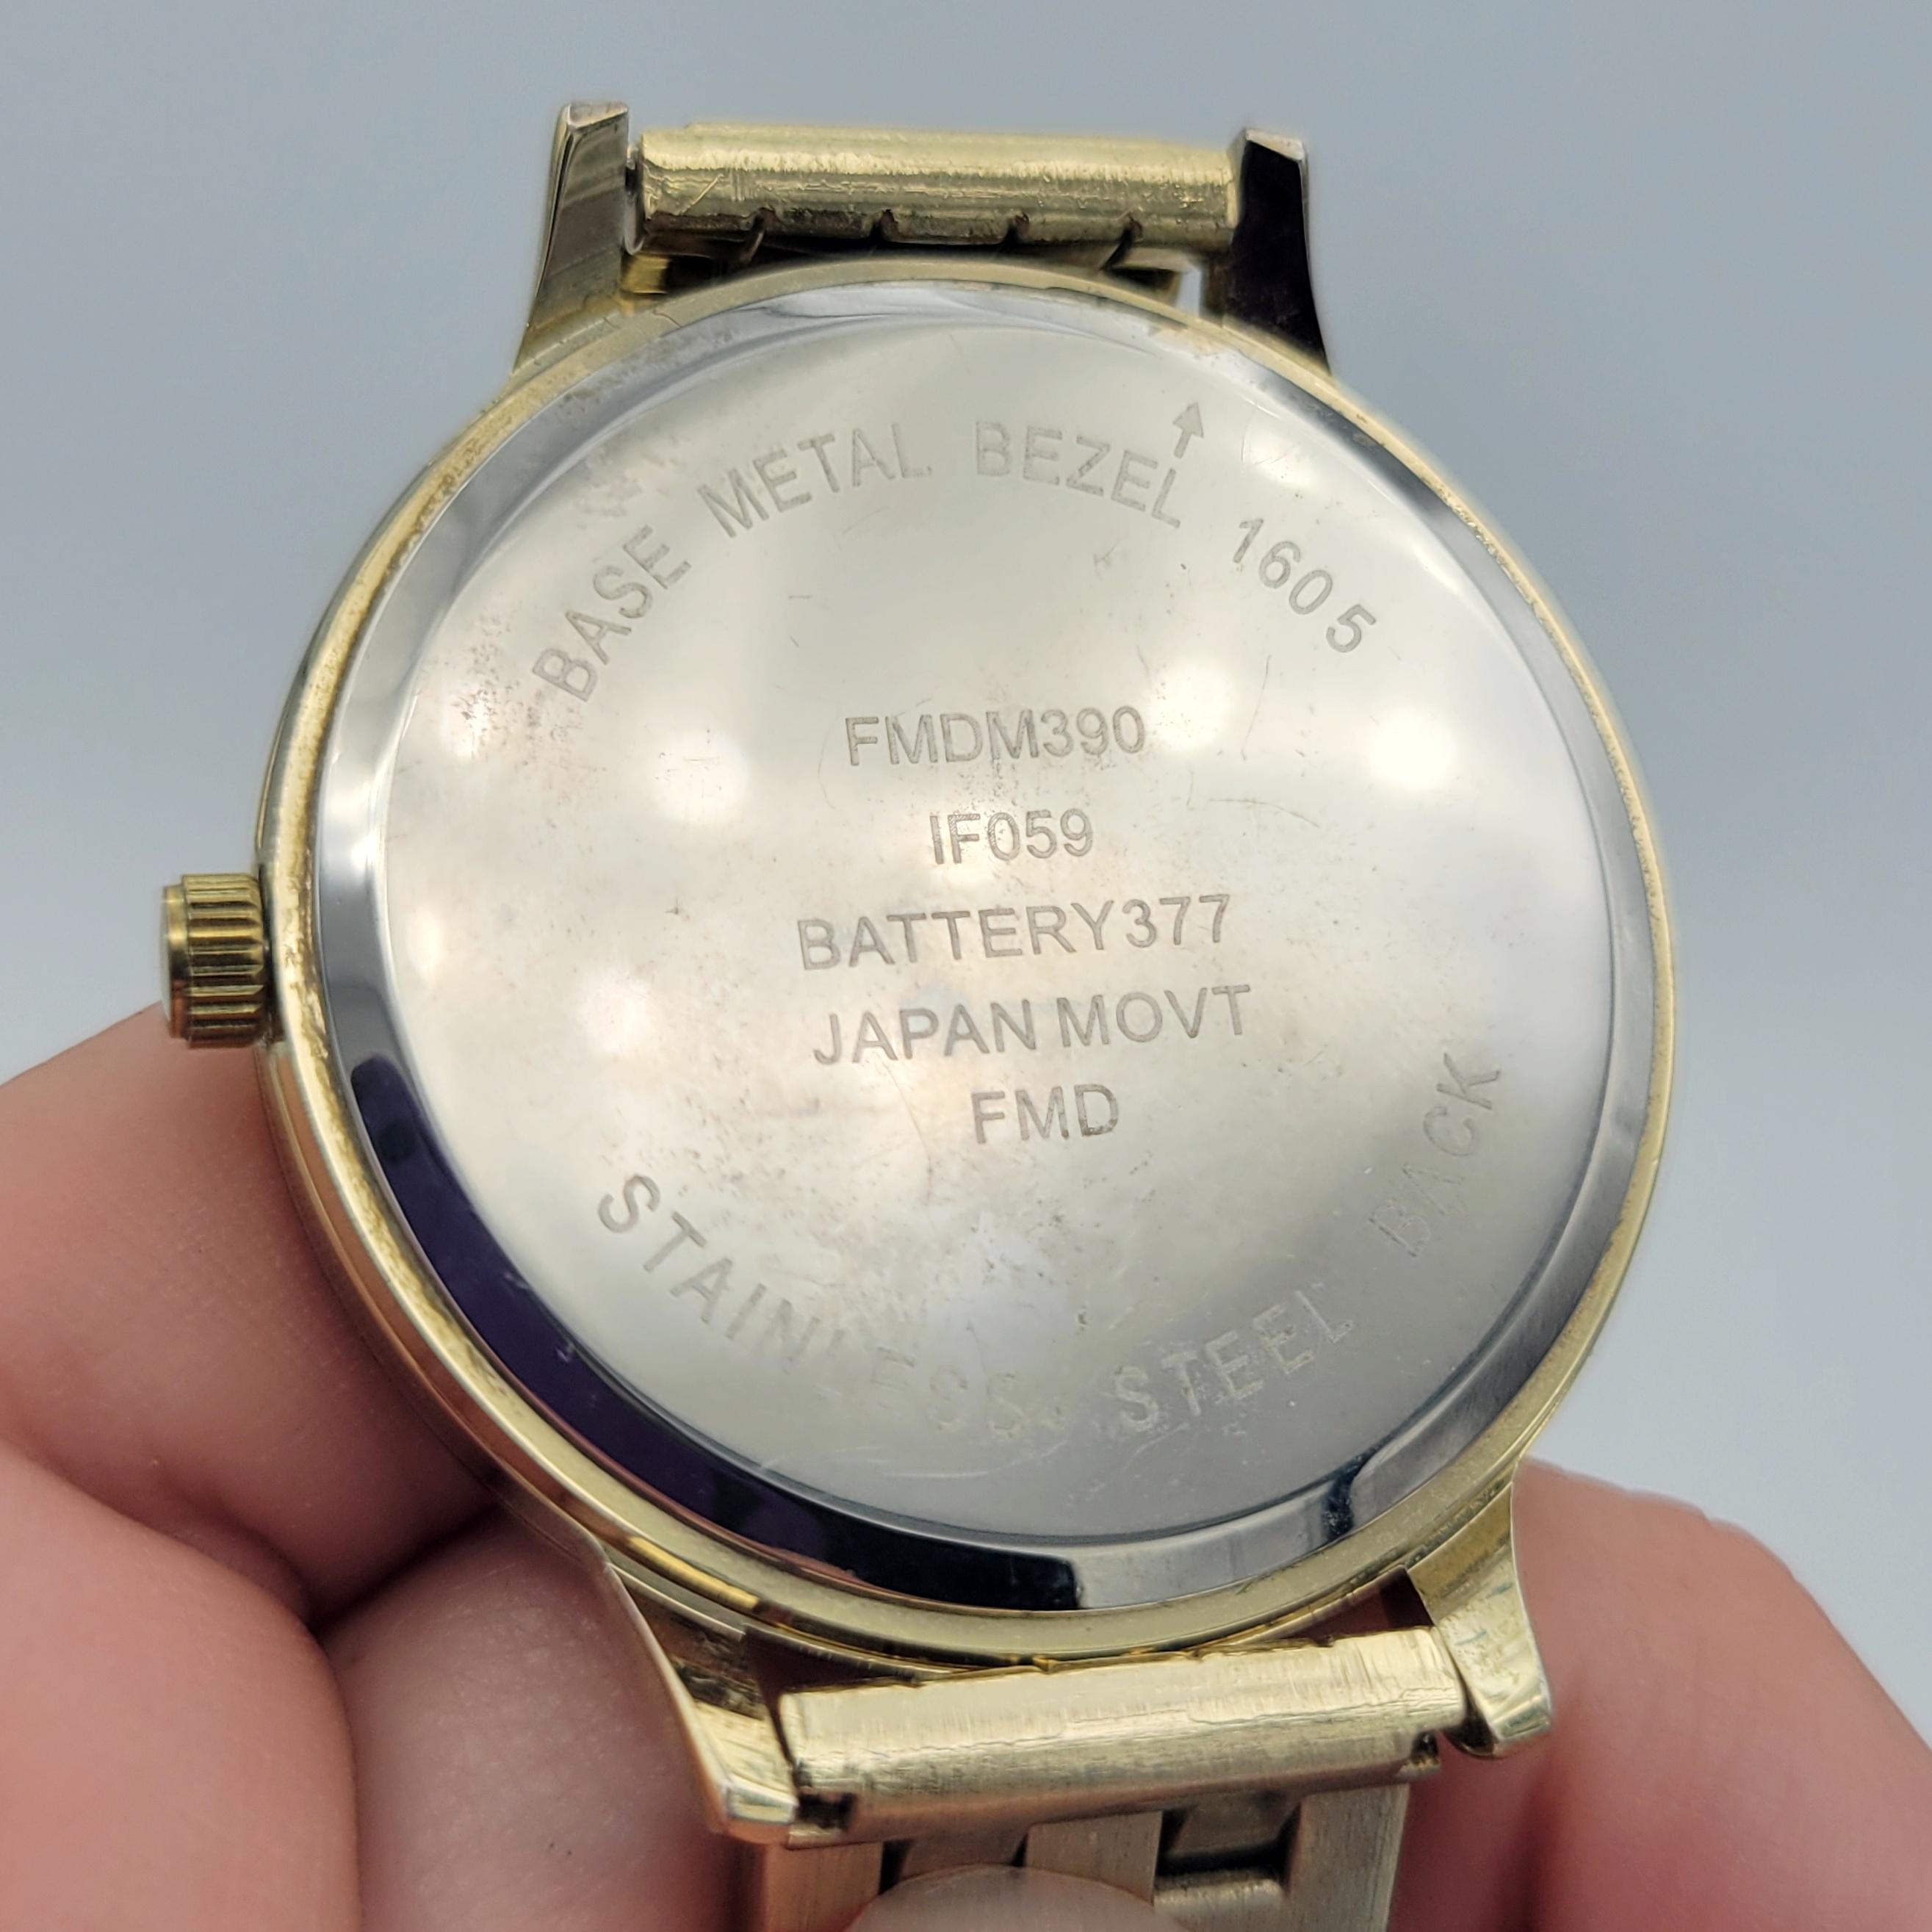 BASE METAL BEZEL 1605
FMDM390
IF059
BATTERY377
JAPAN MOVT
FMD
STAINLESS STEEL BACK